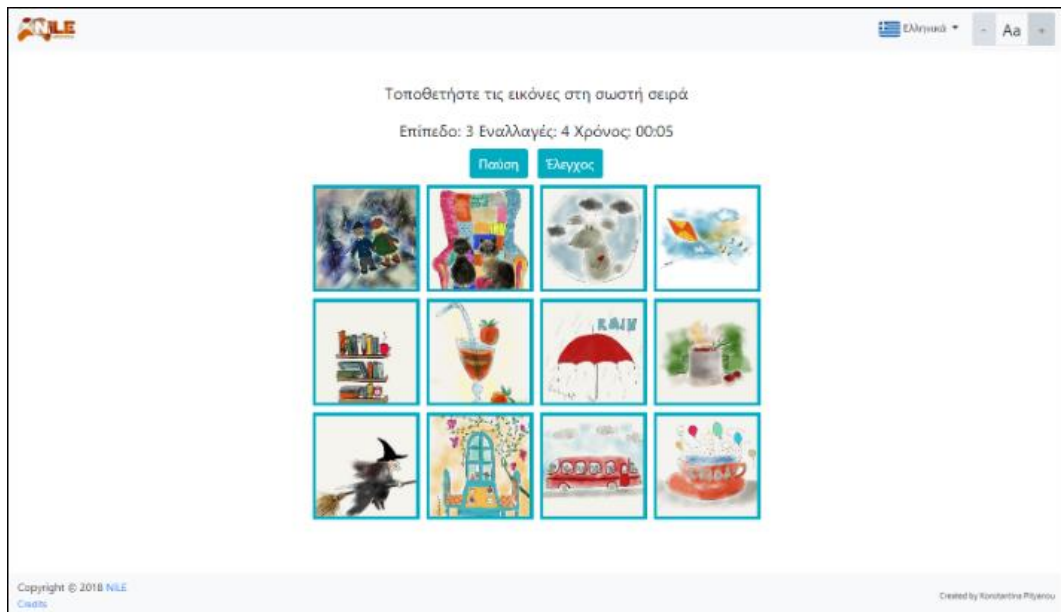 NILE
Ελληνικά
- Aa +
Τοποθετήστε τις εικόνες στη σωστή σειρά
Επίπεδο: 3 Εναλλαγές: 4 Χρόνος: 00:05
Παύση Έλεγχος
RAIN
Copyright © 2018 NILE
Credits
Created by Konstantina Pityanou